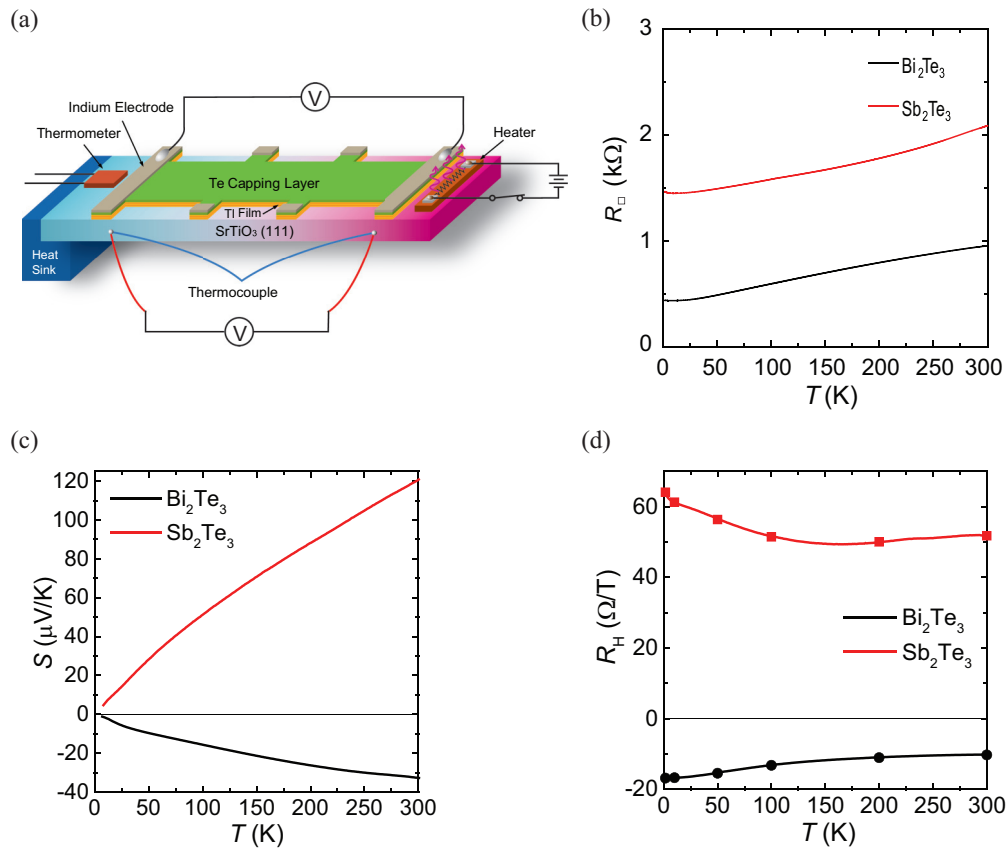 (a)
V
Indium Electrode
Thermometer
Heater
Te Capping Layer
TI Film
SrTiO₃ (111)
Heat
Sink
Thermocouple
V
(b)
3
2
1
0
R□ (kΩ)
Bi₂Te₃
Sb₂Te₃
0 50 100 150 200 250 300
T (K)
(c)
120
100
80
60
40
20
0
-20
-40
S (μV/K)
Bi₂Te₃
Sb₂Te₃
0 50 100 150 200 250 300
T (K)
(d)
60
40
20
0
-20
R_H (Ω/T)
Bi₂Te₃
Sb₂Te₃
0 50 100 150 200 250 300
T (K)